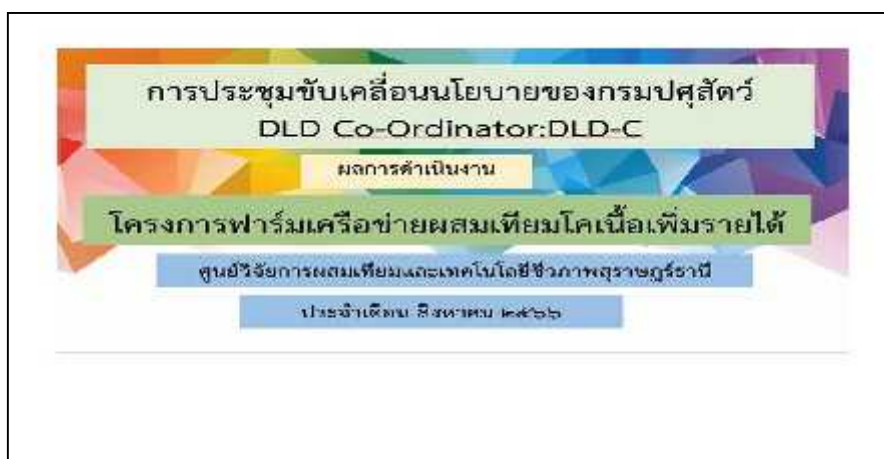 การประชุมขับเคลื่อนนโยบายของกรมปศุสัตว์
DLD Co-Ordinator:DLD-C
ผลการดำเนินงาน
โครงการฟาร์มเครือข่ายผสมเทียมโคเนื้อเพิ่มรายได้
ศูนย์วิจัยการผสมเทียมและเทคโนโลยีชีวภาพสุราษฎร์ธานี
ประจำเดือน สิงหาคม ๒๕๖๖